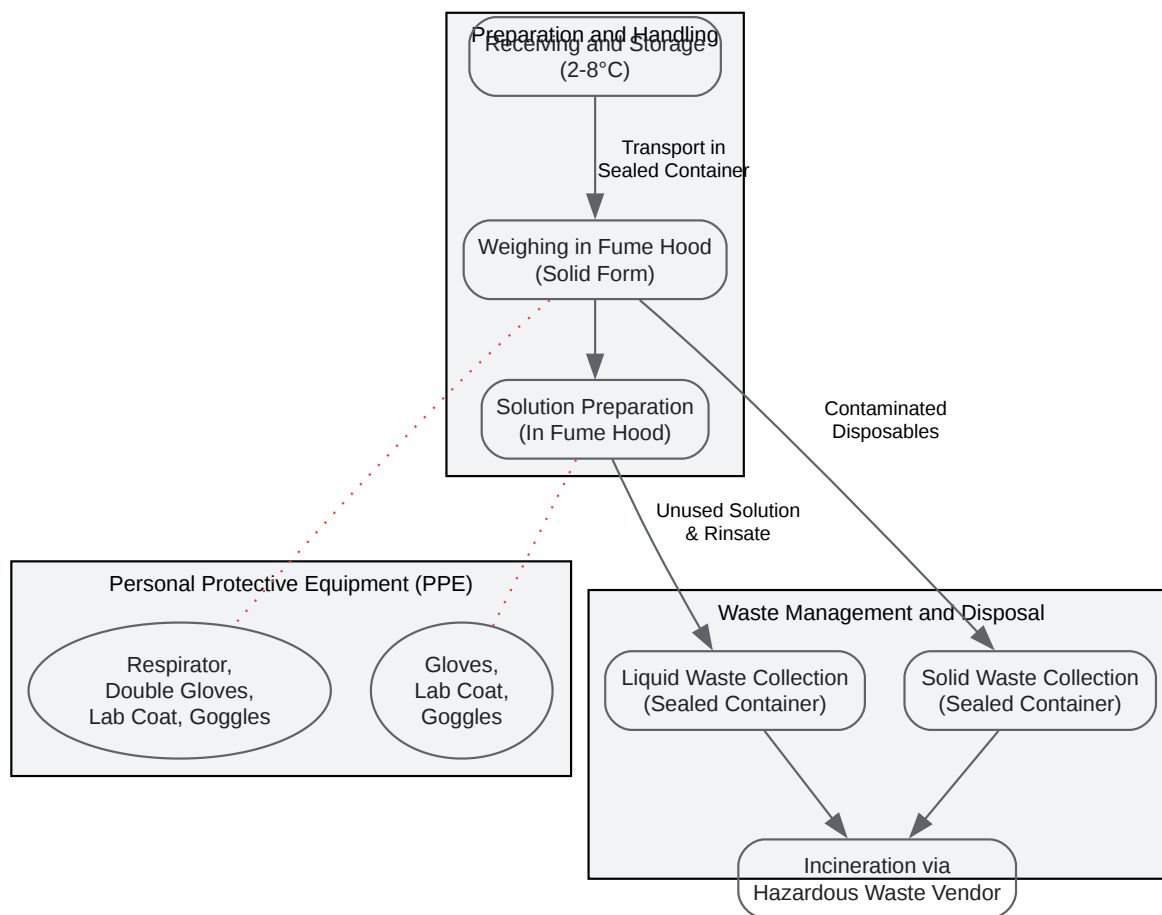 Preparation and Handling
Receiving and Storage
(2-8°C)
Transport in
Sealed Container
Weighing in Fume Hood
(Solid Form)
Solution Preparation
(In Fume Hood)
Contaminated
Disposables
Unused Solution
& Rinsate
Personal Protective Equipment (PPE)
Respirator,
Double Gloves,
Lab Coat, Goggles
Gloves,
Lab Coat,
Goggles
Waste Management and Disposal
Liquid Waste Collection
(Sealed Container)
Solid Waste Collection
(Sealed Container)
Incineration via
Hazardous Waste Vendor